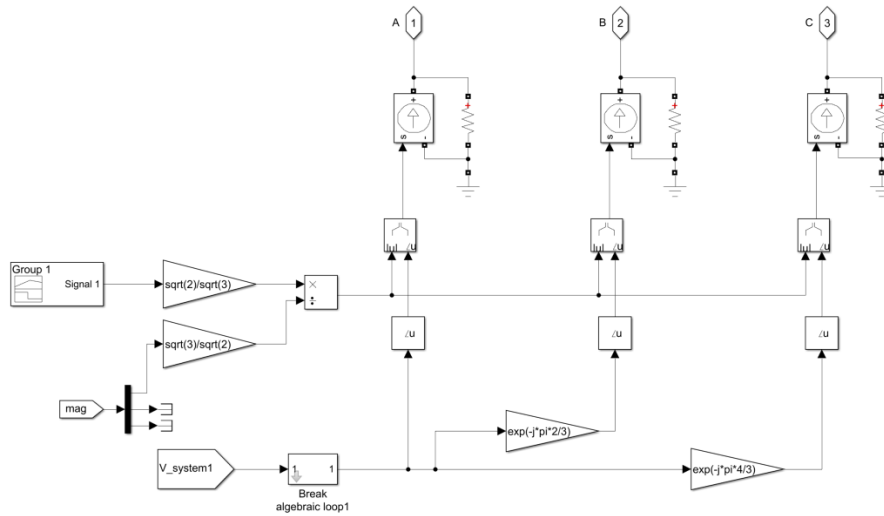 A 1
B 2
C 3
+
+
+
+
+
+
s -
s -
s -
|u| ∠u
|u| ∠u
|u| ∠u
Group 1
Signal 1
sqrt(2)/sqrt(3)
×
÷
sqrt(3)/sqrt(2)
∠u
∠u
∠u
mag
exp(-j*pi*2/3)
V_system1
1 1
exp(-j*pi*4/3)
Break
algebraic loop1